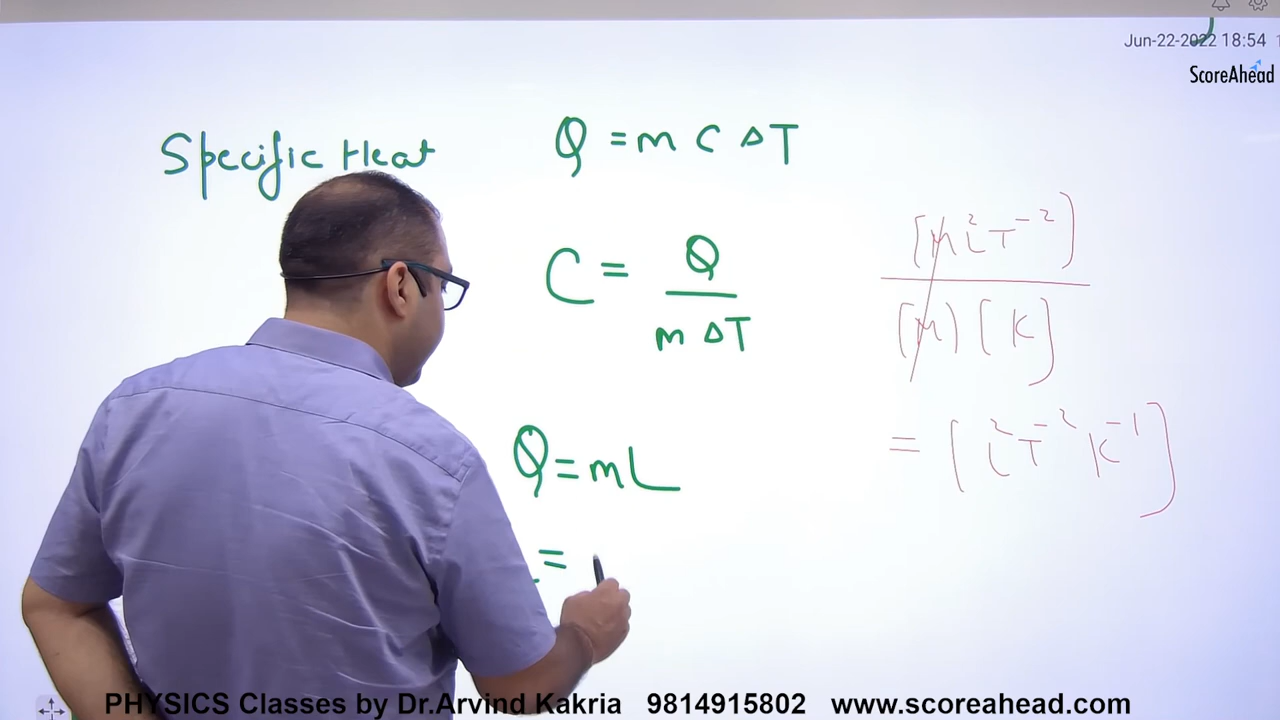 Jun-22-2022 18:54
ScoreAhead
Specific Heat
Q = m C ΔT
C = Q / m ΔT
[M L² T⁻²] / [M] [K]
= [L² T⁻² K⁻¹]
Q = mL
=
PHYSICS Classes by Dr.Arvind Kakria 9814915802 www.scoreahead.com